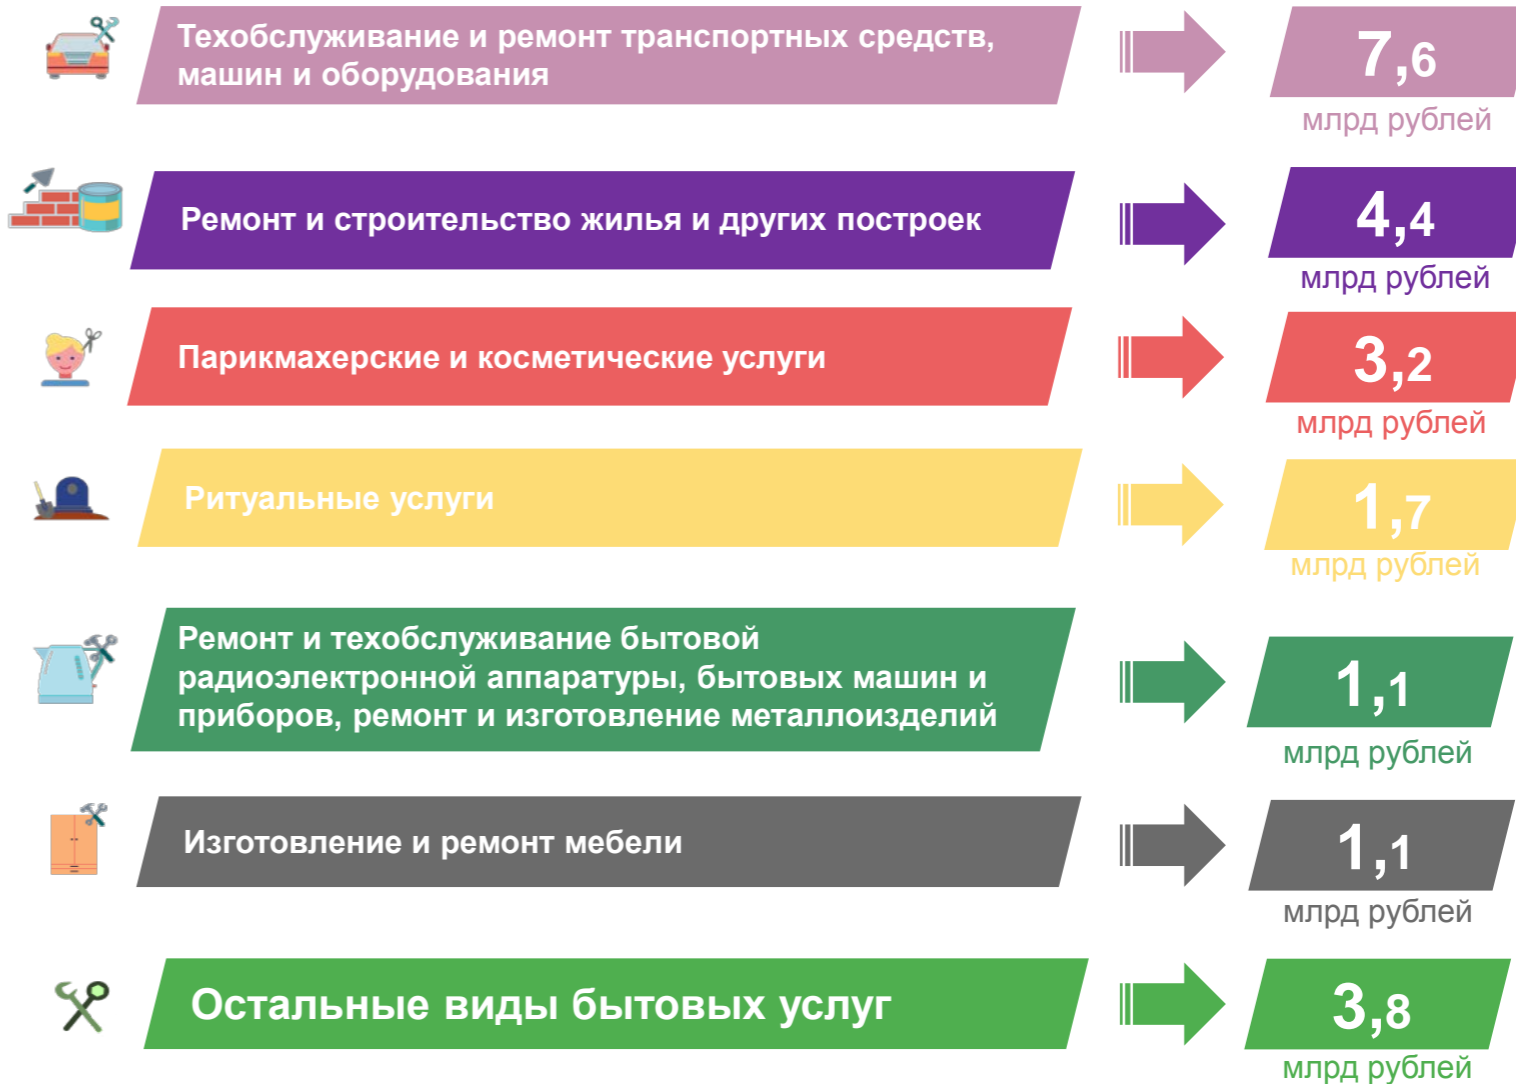 Техобслуживание и ремонт транспортных средств,
машин и оборудования
7,6
млрд рублей
Ремонт и строительство жилья и других построек
4,4
млрд рублей
Парикмахерские и косметические услуги
3,2
млрд рублей
Ритуальные услуги
1,7
млрд рублей
Ремонт и техобслуживание бытовой
радиоэлектронной аппаратуры, бытовых машин и
приборов, ремонт и изготовление металлоизделий
1,1
млрд рублей
Изготовление и ремонт мебели
1,1
млрд рублей
Остальные виды бытовых услуг
3,8
млрд рублей